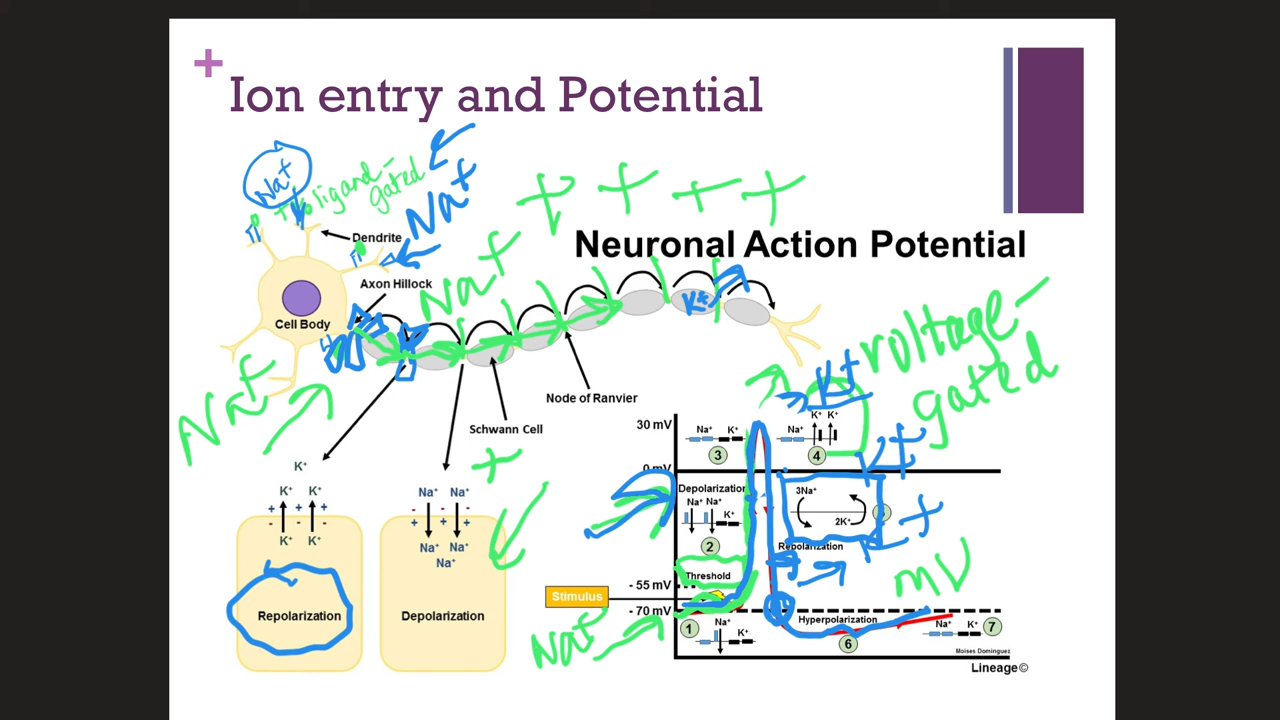 +
Ion entry and Potential
Na+
ligand-
gated
Na+
Dendrite
Na+
+ + + +
Neuronal Action Potential
Axon Hillock
Cell Body
K+
Na+
Node of Ranvier
Schwann Cell
+
voltage-
gated
K+
K+
30 mV
Na+ K+
3
Na+
K+ K+
4
0 mV
K+
K+
K+ K+
+ + +
- - -
K+ K+
Repolarization
Na+ Na+
- - -
+ + +
Na+ Na+
Na+
Depolarization
Depolarization
Na+ Na+
K+
2
3Na+
2K+
Repolarization
K+
Threshold
- 55 mV
Stimulus
- 70 mV
mV
Na+
1
Na+
K+
Hyperpolarization
6
Na+ K+
7
Moises Dominguez
Lineage©